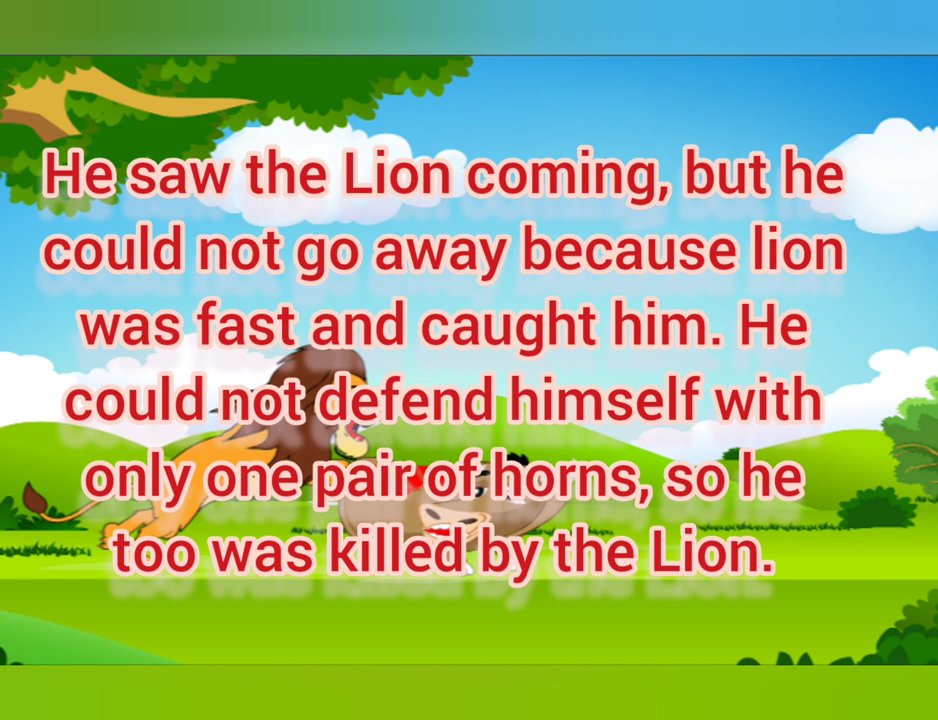 He saw the Lion coming, but he
could not go away because lion
was fast and caught him. He
could not defend himself with
only one pair of horns, so he
too was killed by the Lion.